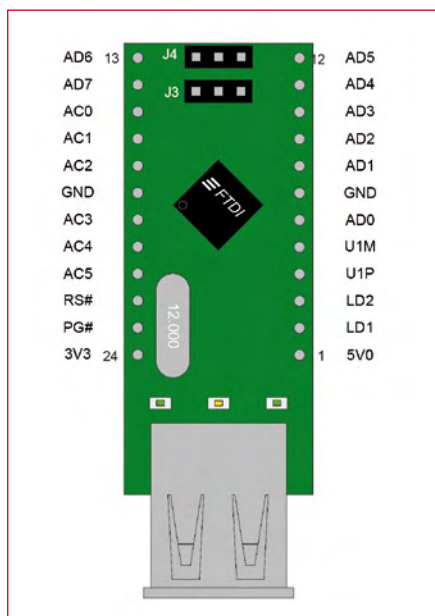 AD6 13 J4 12 AD5
AD7 J3 AD4
AC0 AD3
AC1 AD2
AC2 AD1
GND FTDI GND
AC3 AD0
AC4 U1M
AC5 U1P
RS# LD2
PG# 12.000 LD1
3V3 24 1 5V0